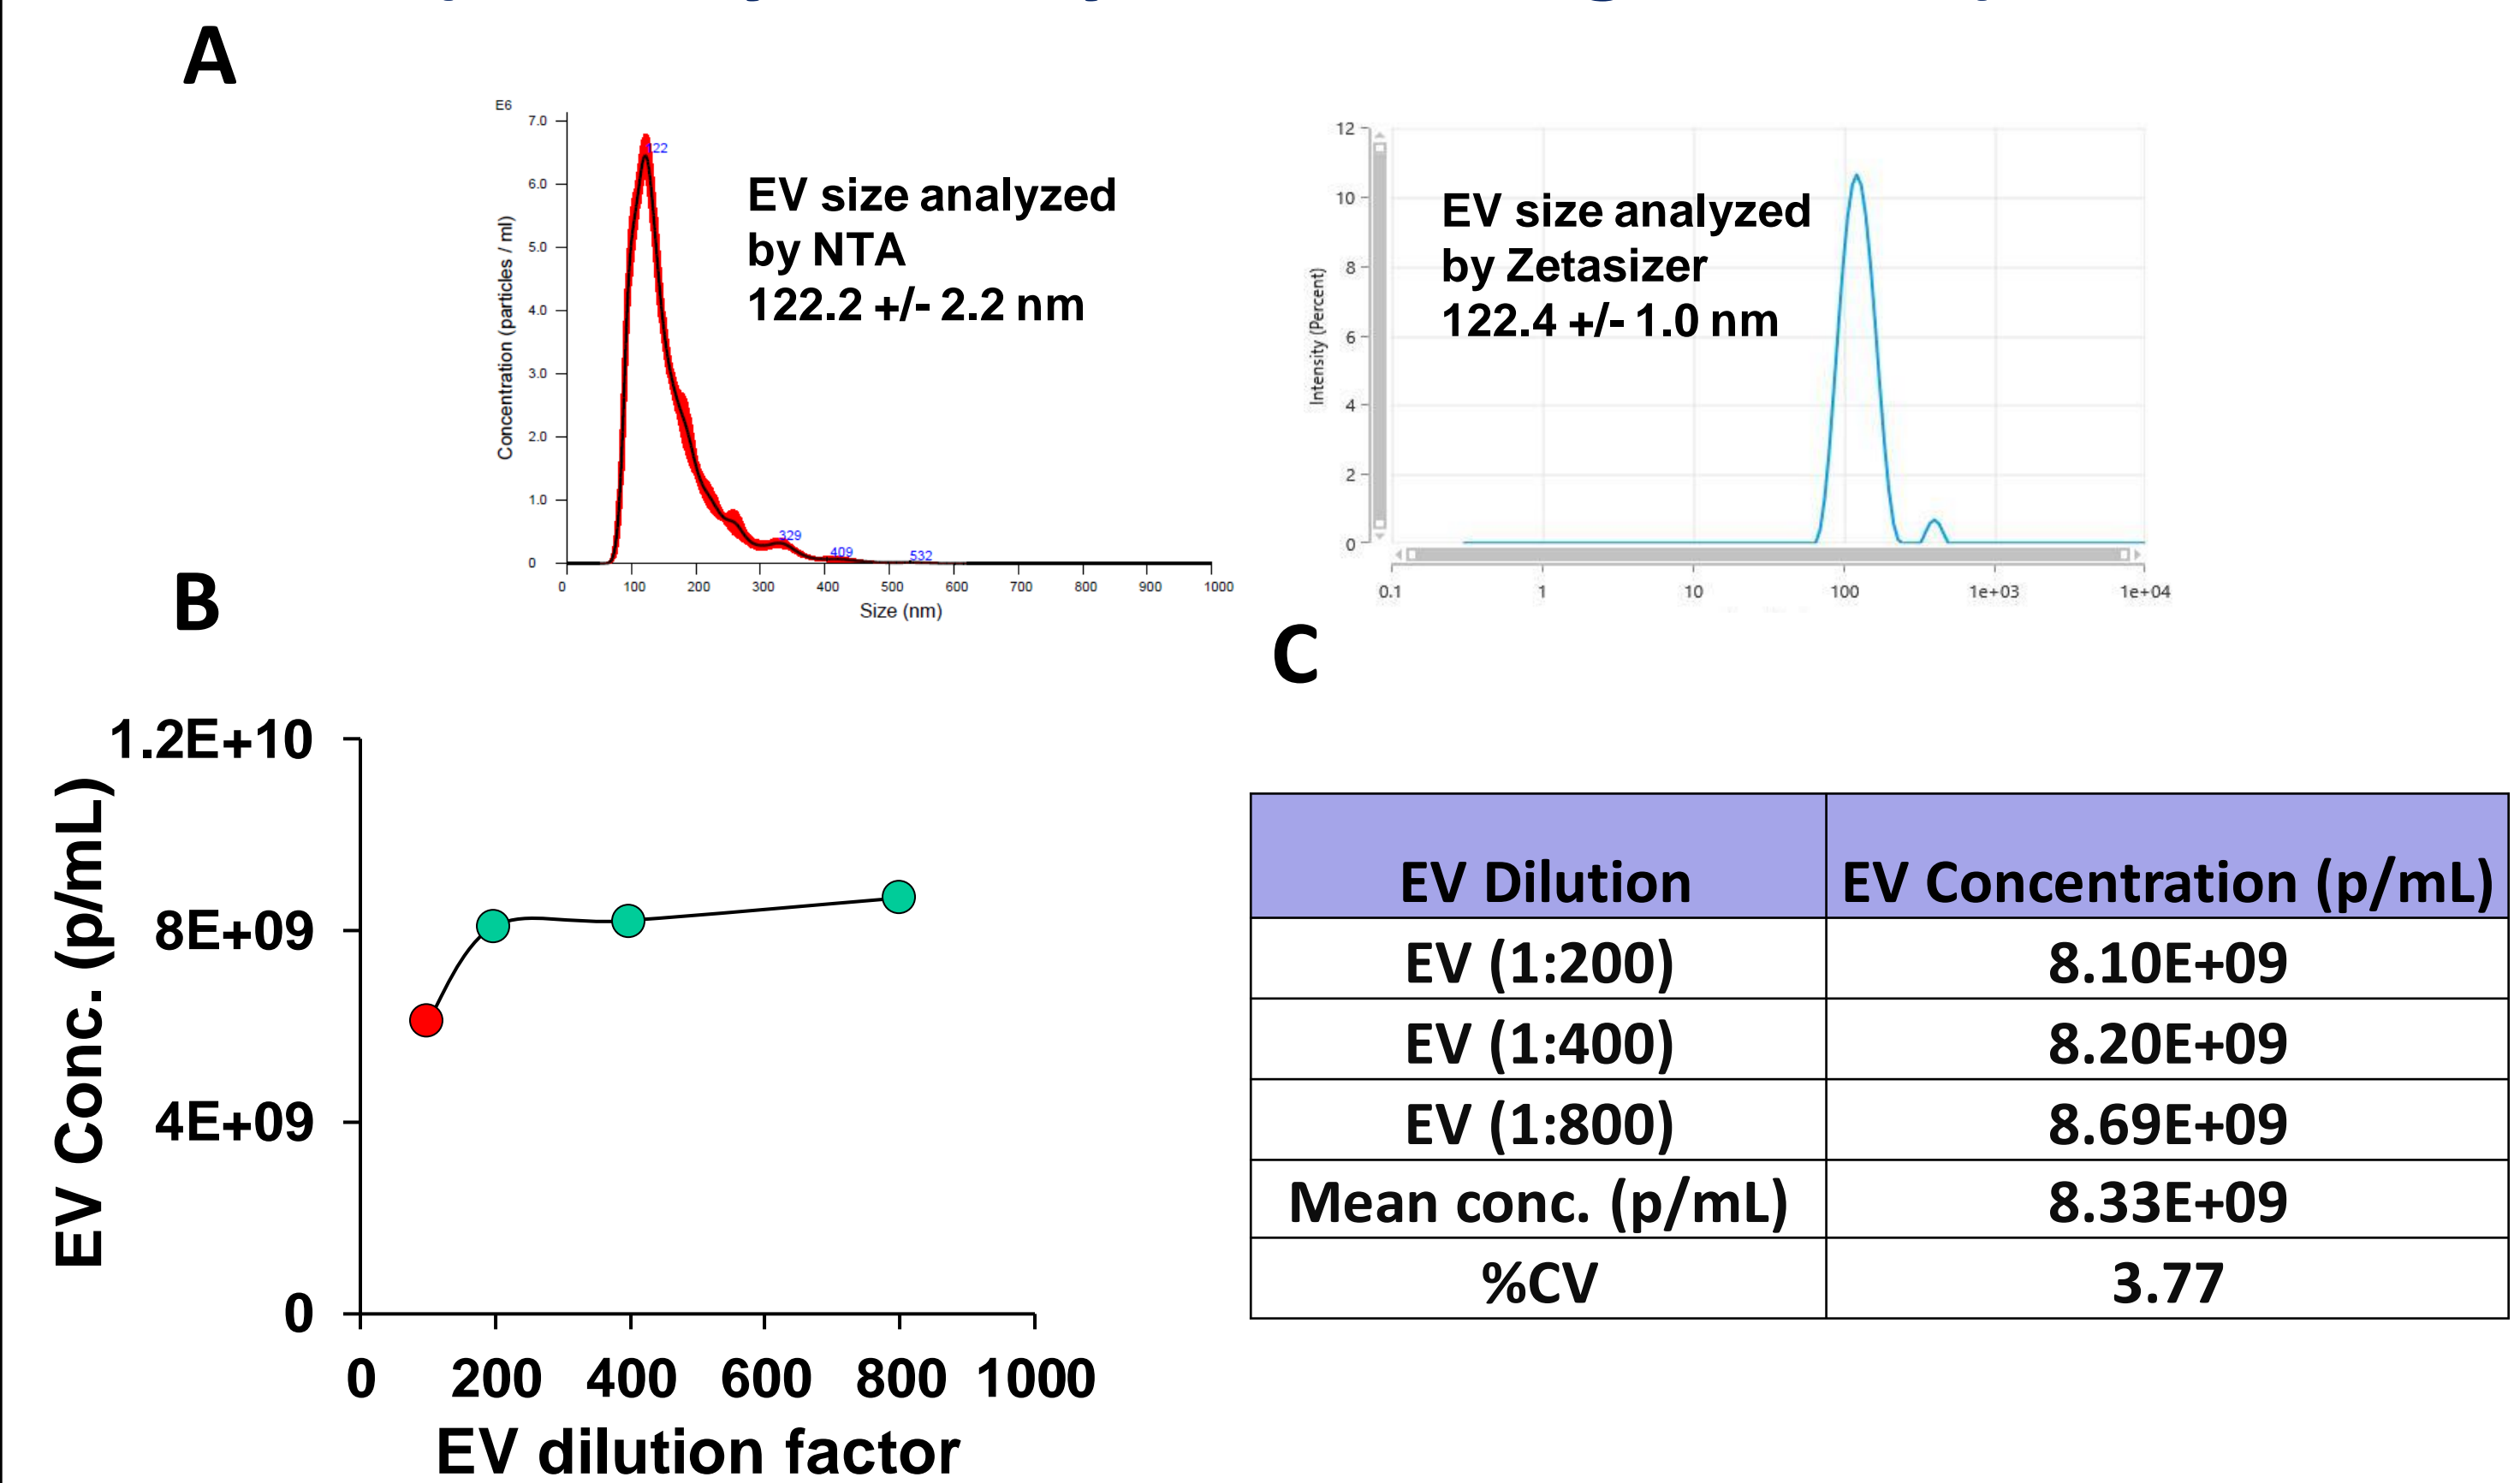 A
E6
7.0
6.0
5.0
4.0
3.0
2.0
1.0
0
Concentration (particles / ml)
122
329
409
532
EV size analyzed
by NTA
122.2 +/- 2.2 nm
0 100 200 300 400 500 600 700 800 900 1000
Size (nm)
12
10
8
6
4
2
0
Intensity (Percent)
EV size analyzed
by Zetasizer
122.4 +/- 1.0 nm
0.1 1 10 100 1e+03 1e+04
B
1.2E+10
8E+09
4E+09
0
EV Conc. (p/mL)
0 200 400 600 800 1000
EV dilution factor
C
EV Dilution EV Concentration (p/mL)
EV (1:200) 8.10E+09
EV (1:400) 8.20E+09
EV (1:800) 8.69E+09
Mean conc. (p/mL) 8.33E+09
%CV 3.77